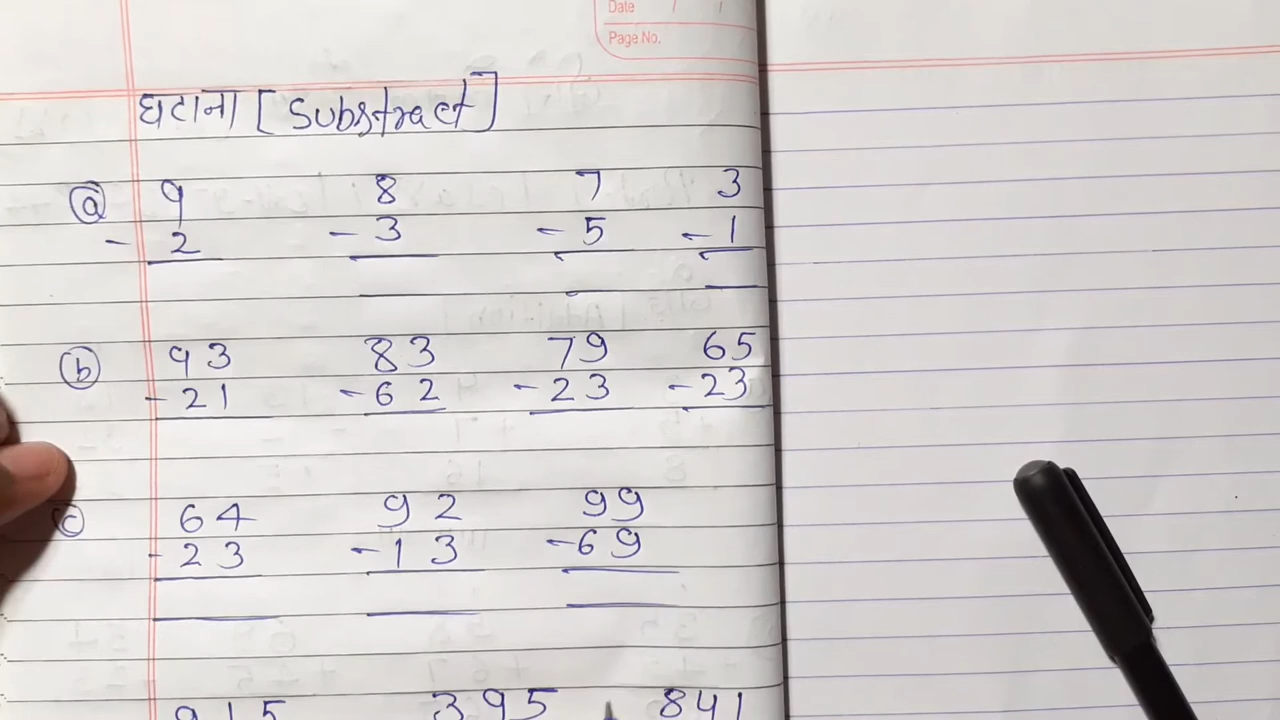 Date / /
Page No.
घटाना [Substract]
ⓐ 9 8 7 3
- 2 - 3 - 5 - 1
ⓑ 93 83 79 65
- 21 - 62 - 23 - 23
ⓒ 64 92 99
- 23 - 13 - 69
915 395 841